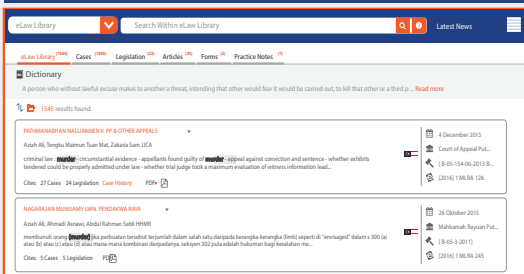 eLaw Library Search Within eLaw Library Latest News
eLaw Library (1545) Cases Legislation (23) Articles Forms (2) Practice Notes (1)
Dictionary
A person who without lawful excuse makes to another a threat, intending that other would fear it would be carried out, to kill that other or a third p ... Read more
1545 results found.
PATHMANABHAN NALLIANNEN V. PP & OTHER APPEALS
Aziah Ali, Tengku Maimun Tuan Mat, Zakaria Sam JJCA
criminal law : murder - circumstantial evidence - appellants found guilty of murder - appeal against conviction and sentence - whether exhibits
tendered could be properly admitted under law - whether trial judge took a maximum evaluation of witness information lead...
Cites: 27 Cases 24 Legislation Case History PDF
4 December 2015
Court of Appeal Put...
[ B-05-154-06-2013 B...
[2016] 1 MLRA 126
NAGARAJAN MUNISAMY LWN. PENDAKWA RAYA
Aziah Ali, Ahmadi Asnawi, Abdul Rahman Sebli HHMR
membunuh orang (murder) jika perbuatan tersebut terjumlah dalam salah satu daripada kerangka-kerangka (limb) seperti di "envisaged" dalam s 300 (a)
atau (b) atau (c) atau (d) atau mana-mana kombinasi daripadanya. seksyen 302 pula adalah hukuman bagi kesalahan me...
Cites: 5 Cases 5 Legislation PDF
26 Oktober 2015
Mahkamah Rayuan Put...
[ B-05-3-2011]
[2016] 1 MLRA 245